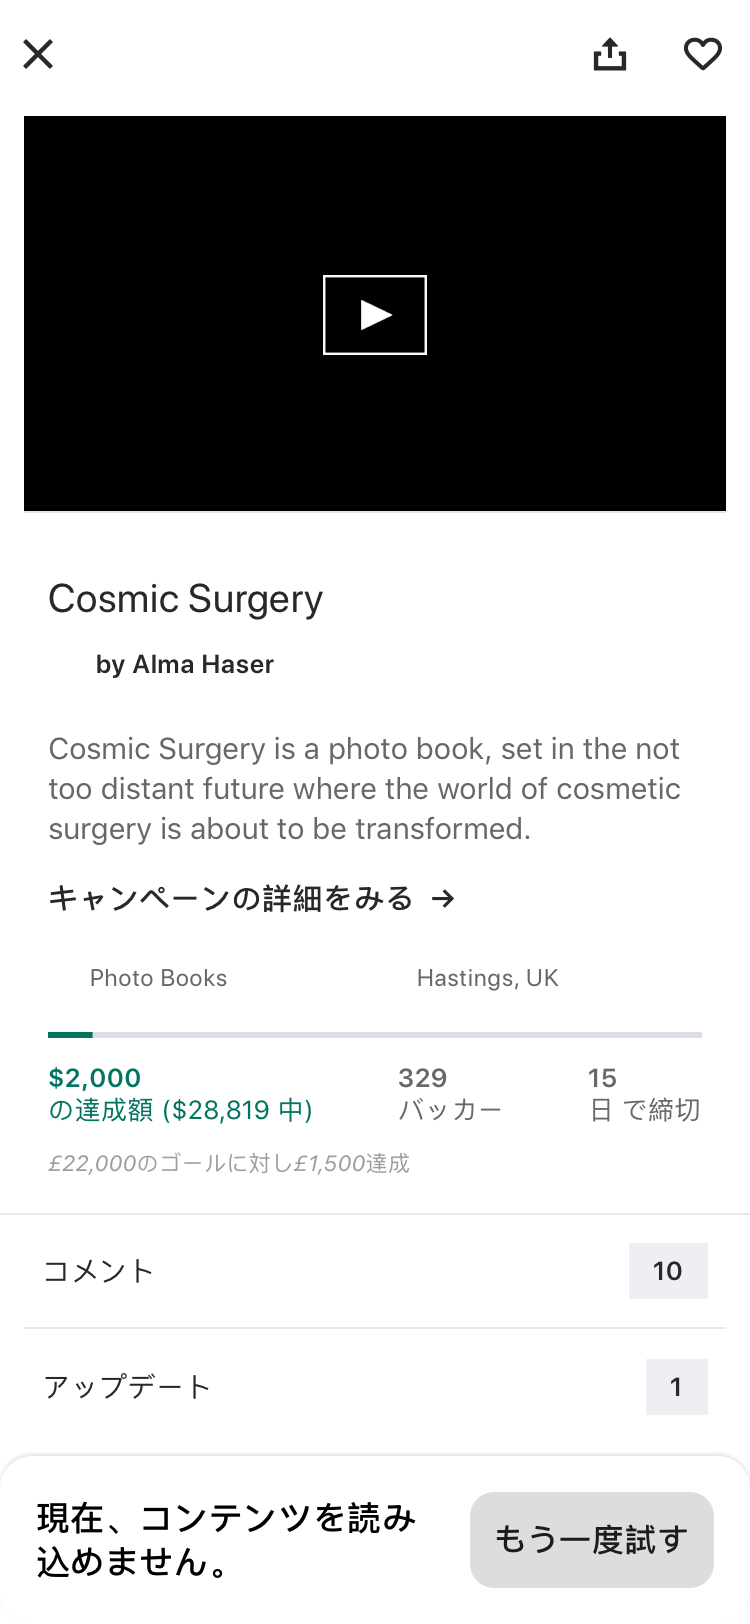 Cosmic Surgery
by Alma Haser
Cosmic Surgery is a photo book, set in the not
too distant future where the world of cosmetic
surgery is about to be transformed.
キャンペーンの詳細をみる →
Photo Books
Hastings, UK
$2,000
の達成額 ($28,819 中)
329
バッカー
15
日 で締切
£22,000のゴールに対し£1,500達成
コメント
10
アップデート
1
現在、コンテンツを読み
込めません。
もう一度試す